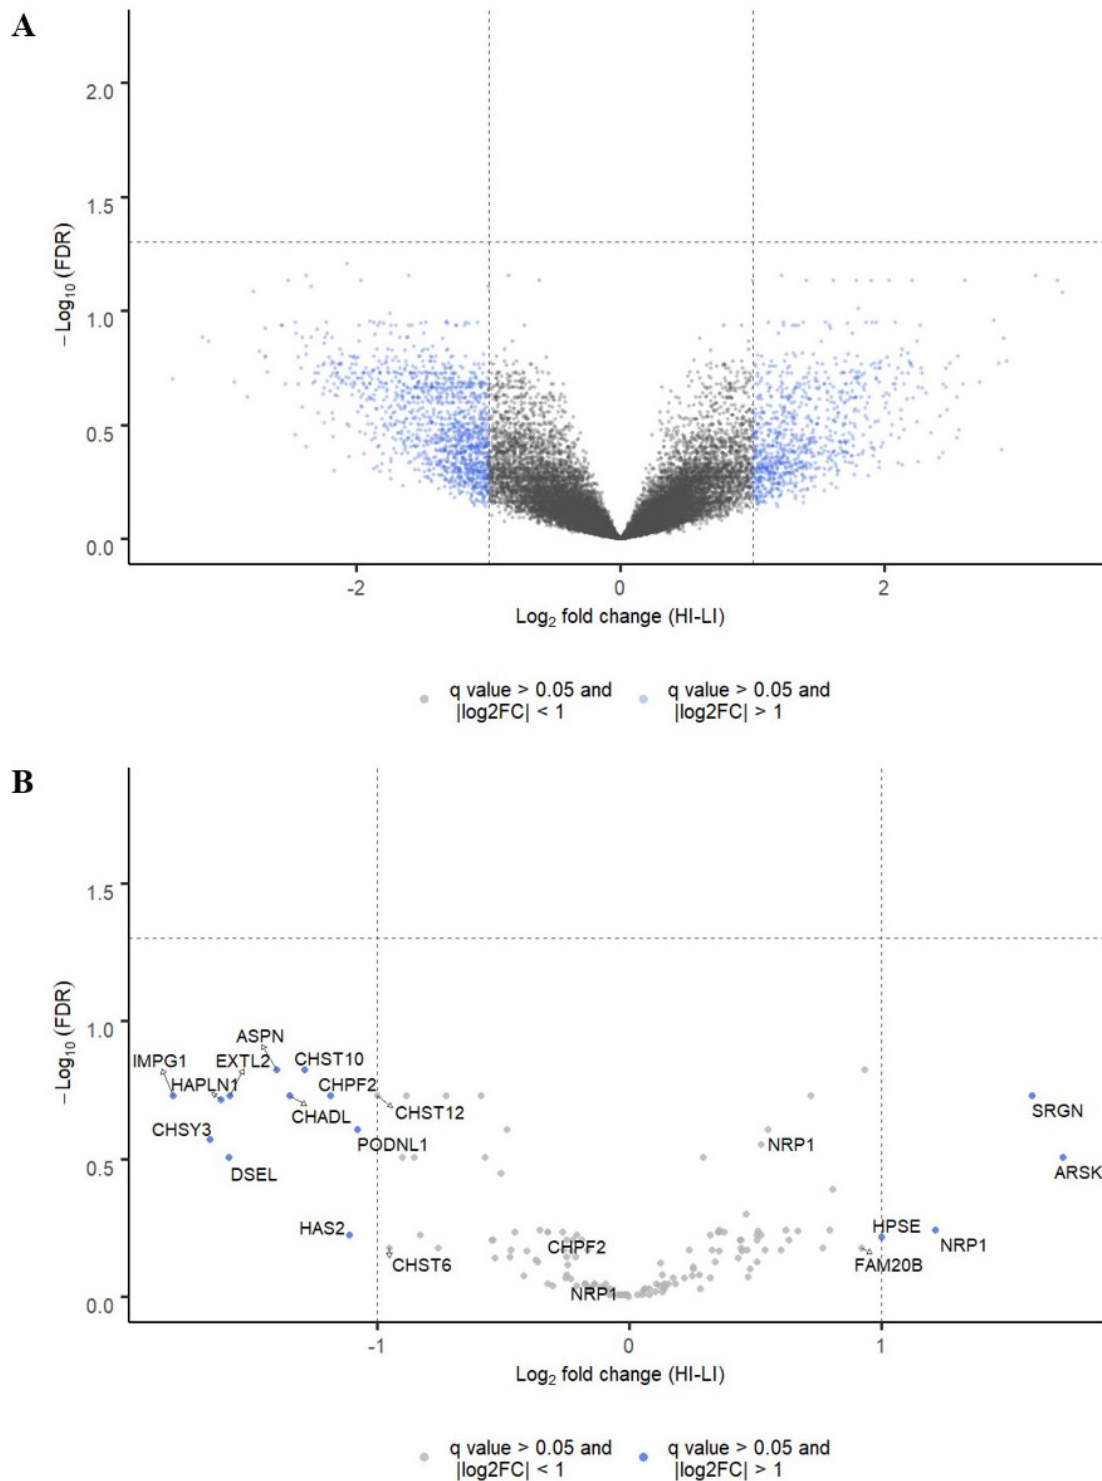 A
2.0
1.5
1.0
0.5
0.0
−Log10 (FDR)
-2 0 2
Log2 fold change (HI-LI)
q value > 0.05 and |log2FC| < 1
q value > 0.05 and |log2FC| > 1
B
1.5
1.0
0.5
0.0
−Log10 (FDR)
ASPN
IMPG1
EXTL2
CHST10
HAPLN1
CHPF2
CHADL
CHST12
SRGN
CHSY3
PODNL1
NRP1
DSEL
ARSK
HAS2
HPSE
CHPF2
NRP1
CHST6
FAM20B
NRP1
-1 0 1
Log2 fold change (HI-LI)
q value > 0.05 and |log2FC| < 1
q value > 0.05 and |log2FC| > 1